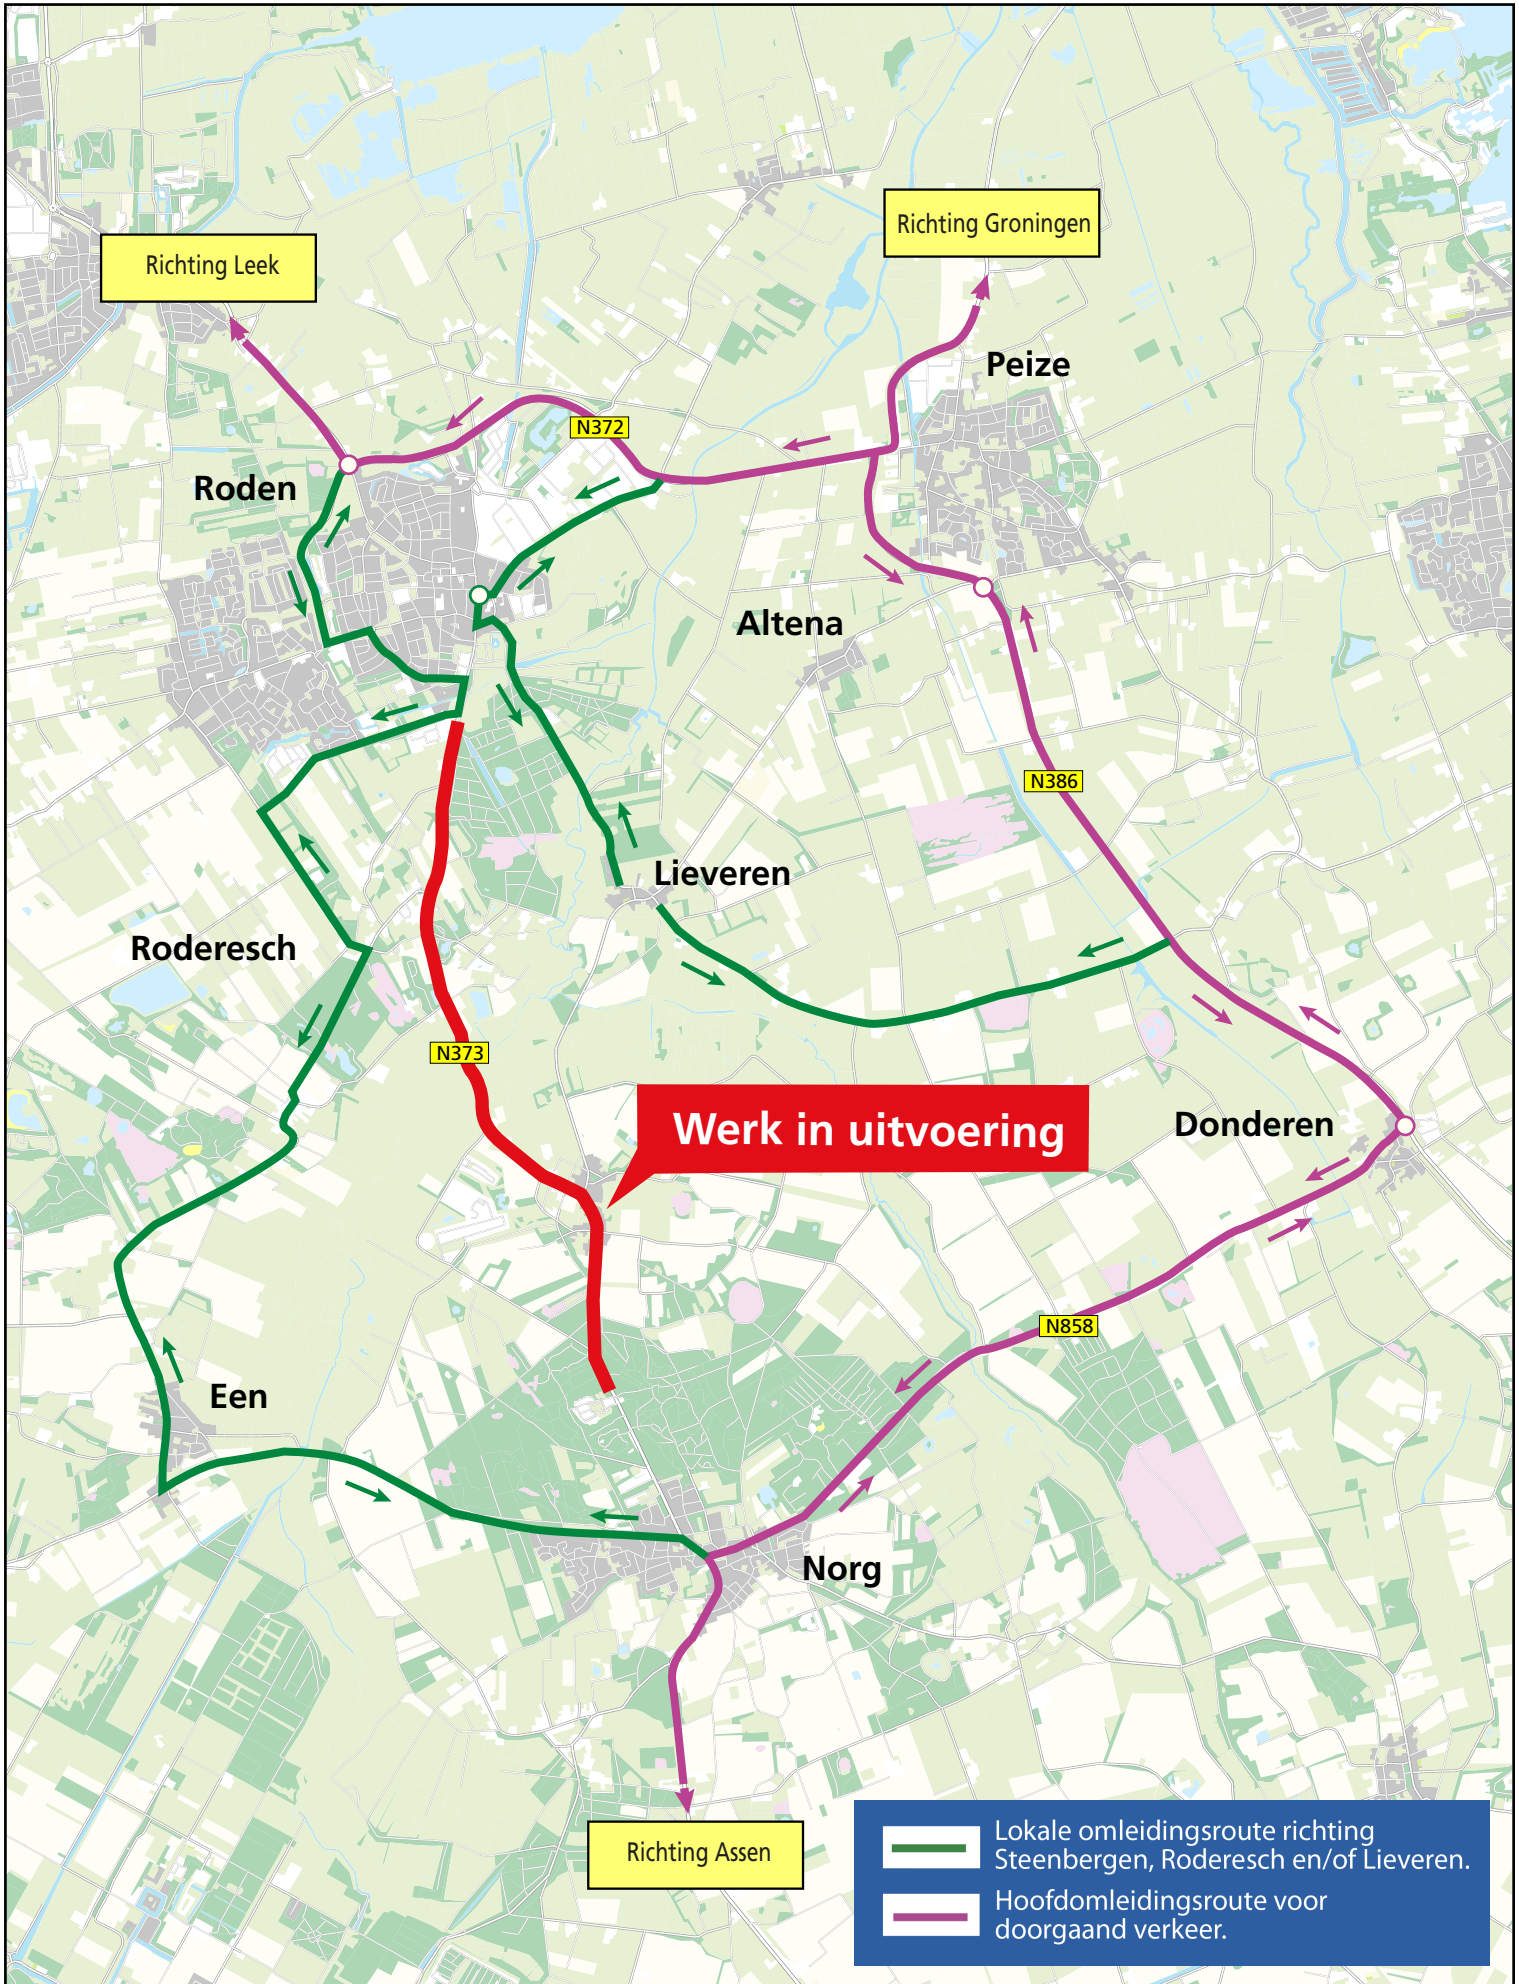 Richting Groningen
Richting Leek
Peize
N372
Roden
Altena
N386
Lieveren
Roderesch
N373
Werk in uitvoering
Donderen
N858
Een
Norg
Richting Assen
Lokale omleidingsroute richting
Steenbergen, Roderesch en/of Lieveren.
Hoofdomleidingsroute voor
doorgaand verkeer.